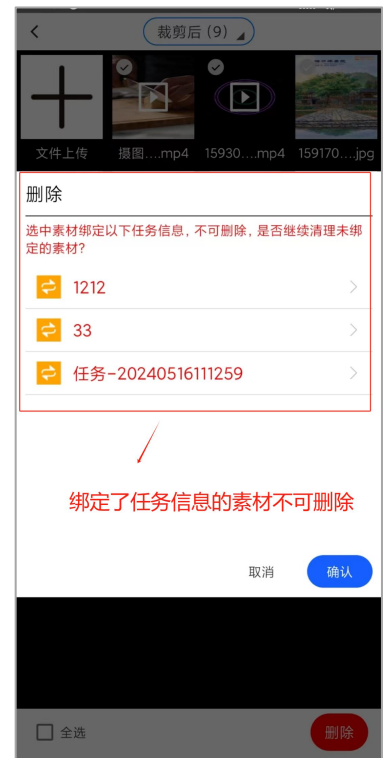 裁剪后 (9)
文件上传
摄图....mp4
15930....mp4
159170....jpg
删除
选中素材绑定以下任务信息，不可删除，是否继续清理未绑
定的素材？
1212
33
任务-20240516111259
绑定了任务信息的素材不可删除
取消
确认
全选
删除